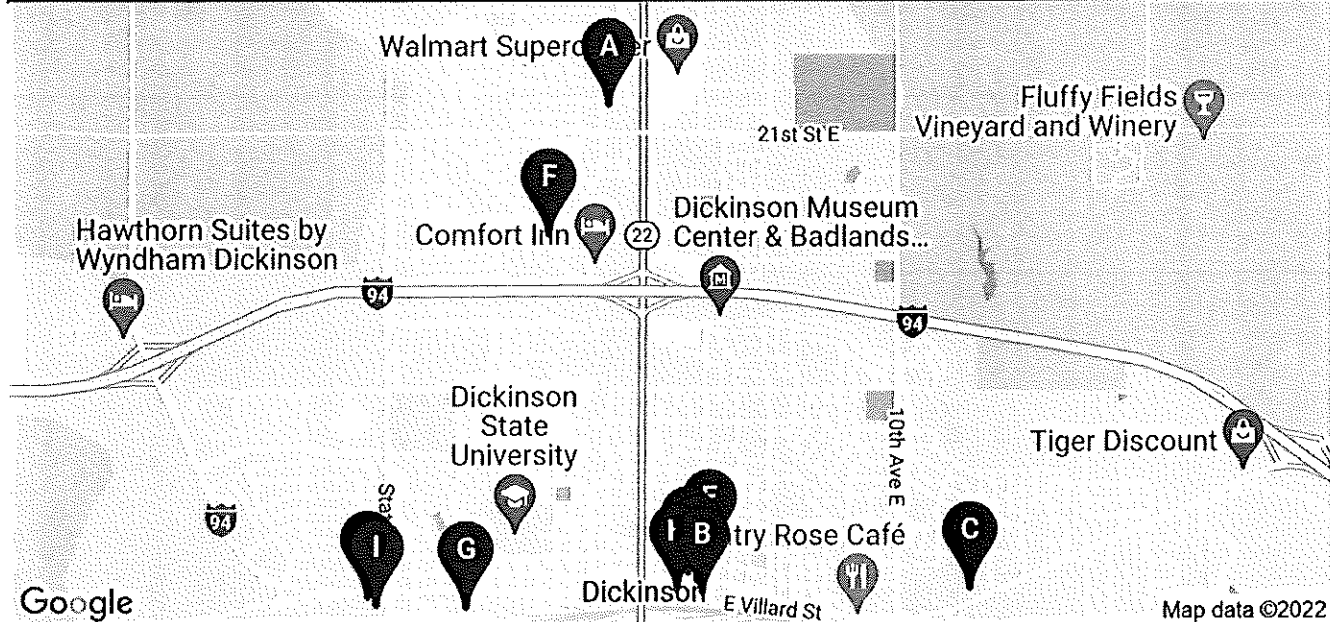 Walmart Superc er
A
21st St E
Fluffy Fields
Vineyard and Winery
F
Hawthorn Suites by
Wyndham Dickinson
Comfort Inn
22
Dickinson Museum
Center & Badlands...
M
94
94
Dickinson
State
University
10th Ave E
Tiger Discount
94
Sta
I
G
B
try Rose Café
C
Dickinson
E Villard St
Google
Map data ©2022